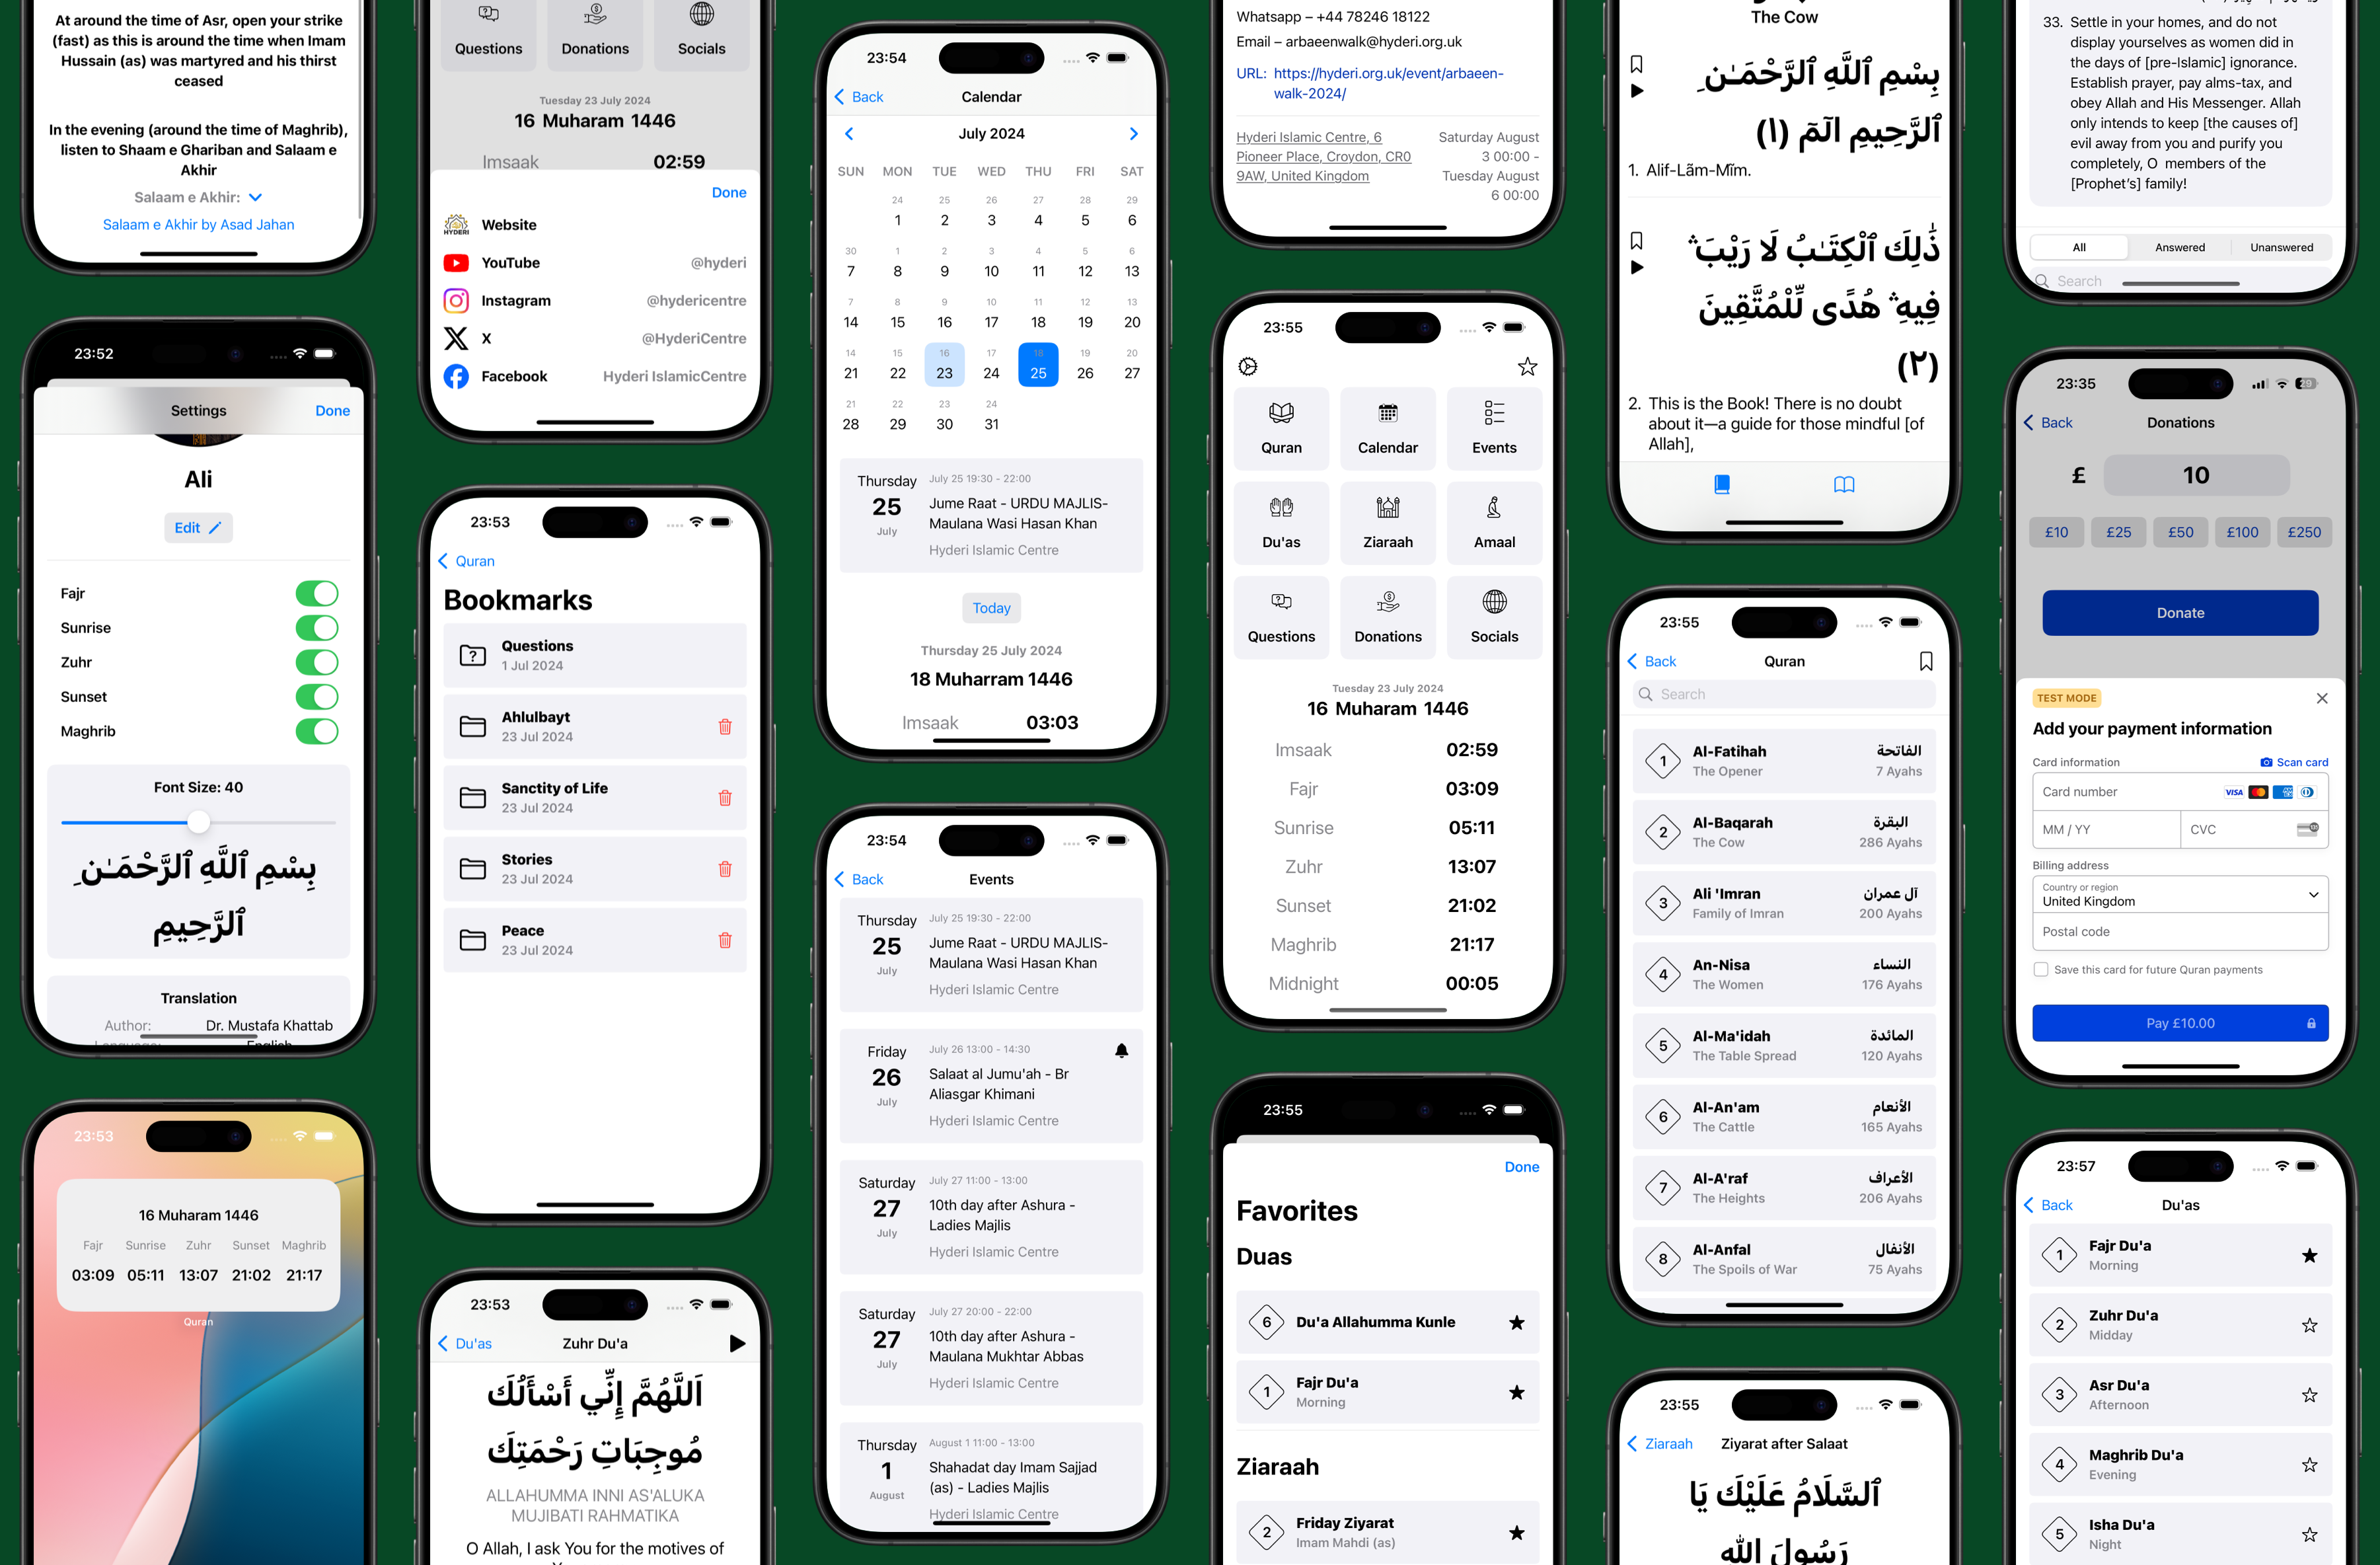 At around the time of Asr, open your strike
(fast) as this is around the time when Imam
Hussain (as) was martyred and his thirst
ceased
In the evening (around the time of Maghrib),
listen to Shaam e Ghariban and Salaam e
Akhir
Salaam e Akhir:
Salaam e Akhir by Asad Jahan
23:52
Settings
Done
Ali
Edit
Fajr
Sunrise
Zuhr
Sunset
Maghrib
Font Size: 40
بِسْمِ ٱللَّهِ ٱلرَّحْمَـٰنِ
ٱلرَّحِيمِ
Translation
Author: Dr. Mustafa Khattab
Language: English
23:53
16 Muharam 1446
Fajr Sunrise Zuhr Sunset Maghrib
03:09 05:11 13:07 21:02 21:17
Quran
Questions Donations Socials
Tuesday 23 July 2024
16 Muharam 1446
Imsaak 02:59
Done
HYDERI
Website
YouTube @hyderi
Instagram @hydericentre
X @HyderiCentre
Facebook Hyderi IslamicCentre
23:53
Quran
Bookmarks
Questions
1 Jul 2024
Ahlulbayt
23 Jul 2024
Sanctity of Life
23 Jul 2024
Stories
23 Jul 2024
Peace
23 Jul 2024
23:53
Du'as
Zuhr Du'a
اَللَّهُمَّ إِنِّي أَسْأَلُكَ
مُوجِبَاتِ رَحْمَتِكَ
ALLAHUMMA INNI AS'ALUKA
MUJIBATI RAHMATIKA
O Allah, I ask You for the motives of
23:54
Back
Calendar
July 2024
SUN MON TUE WED THU FRI SAT
24 25 26 27 28 29
1 2 3 4 5 6
30 1 2 3 4 5 6
7 8 9 10 11 12 13
7 8 9 10 11 12 13
14 15 16 17 18 19 20
14 15 16 17 18 19 20
21 22 23 24 25 26 27
21 22 23 24
28 29 30 31
Thursday
25
July
July 25 19:30 - 22:00
Jume Raat - URDU MAJLIS-
Maulana Wasi Hasan Khan
Hyderi Islamic Centre
Today
Thursday 25 July 2024
18 Muharram 1446
Imsaak 03:03
23:54
Back
Events
Thursday
25
July
July 25 19:30 - 22:00
Jume Raat - URDU MAJLIS-
Maulana Wasi Hasan Khan
Hyderi Islamic Centre
Friday
26
July
July 26 13:00 - 14:30
Salaat al Jumu'ah - Br
Aliasgar Khimani
Hyderi Islamic Centre
Saturday
27
July
July 27 11:00 - 13:00
10th day after Ashura -
Ladies Majlis
Hyderi Islamic Centre
Saturday
27
July
July 27 20:00 - 22:00
10th day after Ashura -
Maulana Mukhtar Abbas
Hyderi Islamic Centre
Thursday
1
August
August 1 11:00 - 13:00
Shahadat day Imam Sajjad
(as) - Ladies Majlis
Hyderi Islamic Centre
Whatsapp – +44 78246 18122
Email – arbaeenwalk@hyderi.org.uk
URL: https://hyderi.org.uk/event/arbaeen-
walk-2024/
Hyderi Islamic Centre, 6
Pioneer Place, Croydon, CR0
9AW, United Kingdom
Saturday August
3 00:00 -
Tuesday August
6 00:00
23:55
Quran Calendar Events
Du'as Ziaraah Amaal
Questions Donations Socials
Tuesday 23 July 2024
16 Muharam 1446
Imsaak 02:59
Fajr 03:09
Sunrise 05:11
Zuhr 13:07
Sunset 21:02
Maghrib 21:17
Midnight 00:05
23:55
Done
Favorites
Duas
6 Du'a Allahumma Kunle
1 Fajr Du'a
Morning
Ziaraah
2 Friday Ziyarat
Imam Mahdi (as)
The Cow
بِسْمِ ٱللَّهِ ٱلرَّحْمَـٰنِ
ٱلرَّحِيمِ الٓمٓ (١)
1. Alif-Lãm-Mĩm.
ذَٰلِكَ ٱلْكِتَـٰبُ لَا رَيْبَ ۛ
فِيهِ ۛ هُدًى لِّلْمُتَّقِينَ
(٢)
2. This is the Book! There is no doubt
about it—a guide for those mindful [of
Allah],
23:55
Back
Quran
Search
1 Al-Fatihah الفاتحة
The Opener 7 Ayahs
2 Al-Baqarah البقرة
The Cow 286 Ayahs
3 Ali 'Imran آل عمران
Family of Imran 200 Ayahs
4 An-Nisa النساء
The Women 176 Ayahs
5 Al-Ma'idah المائدة
The Table Spread 120 Ayahs
6 Al-An'am الأنعام
The Cattle 165 Ayahs
7 Al-A'raf الأعراف
The Heights 206 Ayahs
8 Al-Anfal الأنفال
The Spoils of War 75 Ayahs
23:55
Ziaraah
Ziyarat after Salaat
اَلسَّلَامُ عَلَيْكَ يَا
رَسُولَ الله
33. Settle in your homes, and do not
display yourselves as women did in
the days of [pre-Islamic] ignorance.
Establish prayer, pay alms-tax, and
obey Allah and His Messenger. Allah
only intends to keep [the causes of]
evil away from you and purify you
completely, O members of the
[Prophet's] family!
All Answered Unanswered
Search
23:35
29
Back
Donations
£ 10
£10 £25 £50 £100 £250
Donate
TEST MODE
Add your payment information
Card information
Scan card
Card number
VISA
MM / YY
CVC
Billing address
Country or region
United Kingdom
Postal code
Save this card for future Quran payments
Pay £10.00
23:57
Back
Du'as
1 Fajr Du'a
Morning
2 Zuhr Du'a
Midday
3 Asr Du'a
Afternoon
4 Maghrib Du'a
Evening
5 Isha Du'a
Night